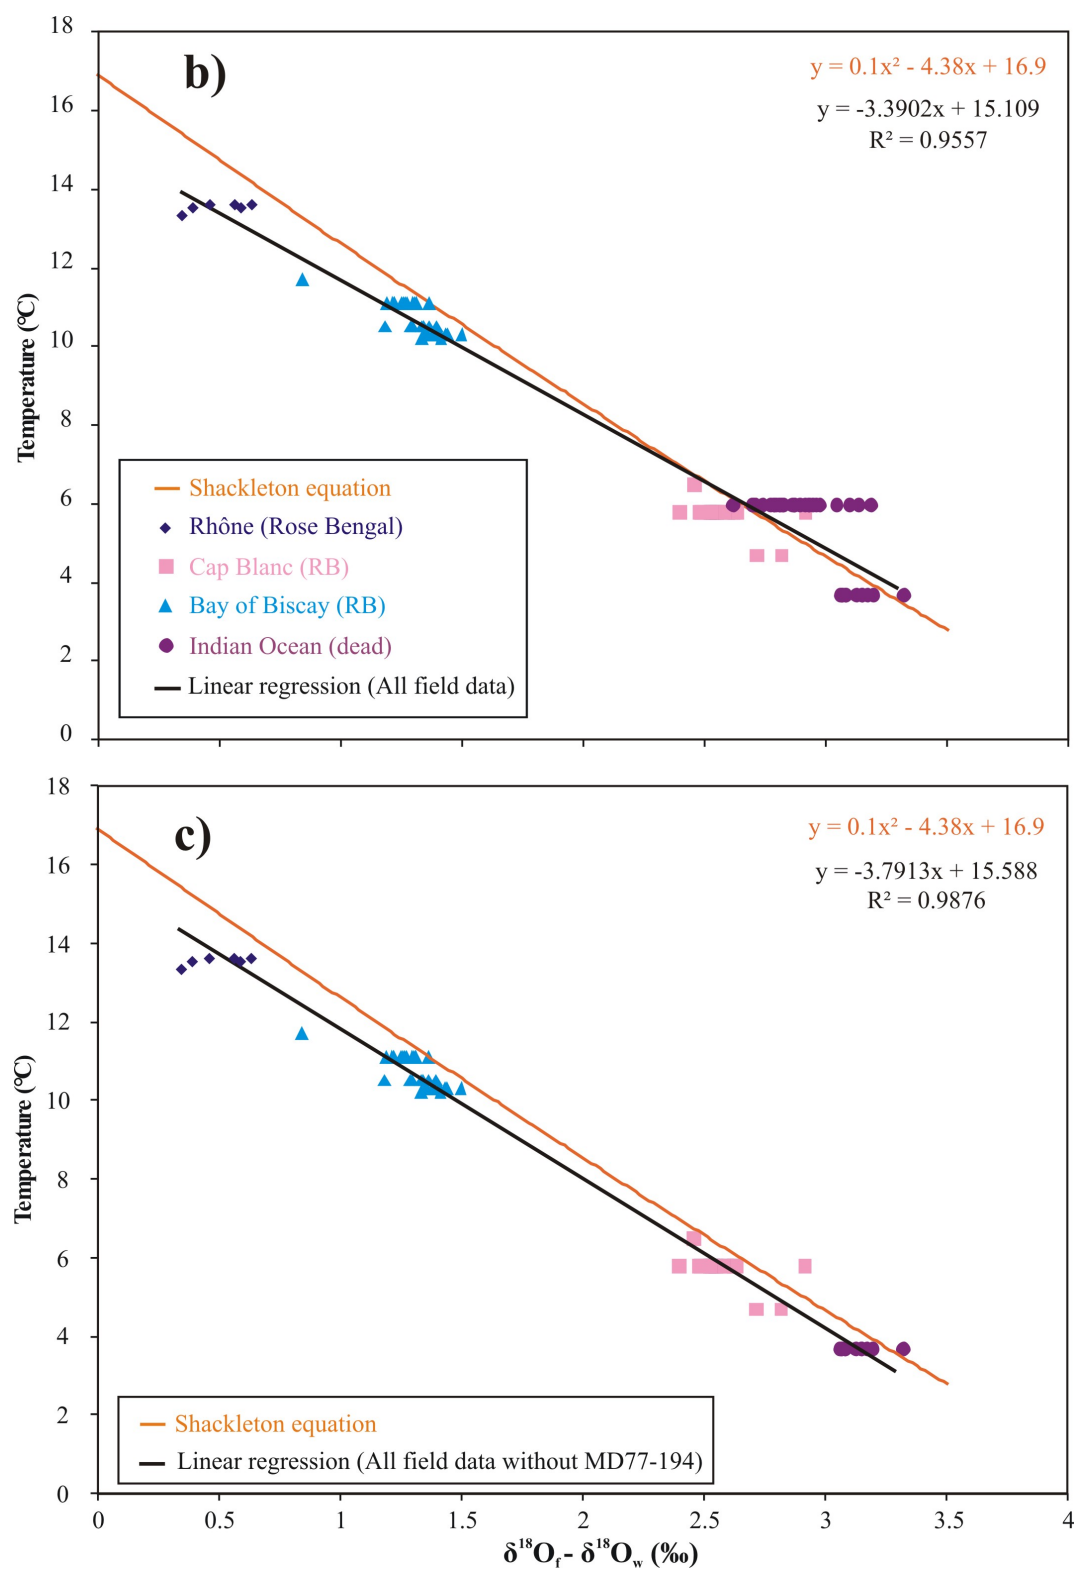 18
b)
y = 0.1x² - 4.38x + 16.9
16
y = -3.3902x + 15.109
R² = 0.9557
14
12
Temperature (°C)
10
8
6
Shackleton equation
Rhône (Rose Bengal)
4
Cap Blanc (RB)
Bay of Biscay (RB)
2
Indian Ocean (dead)
Linear regression (All field data)
0
18
c)
y = 0.1x² - 4.38x + 16.9
16
y = -3.7913x + 15.588
R² = 0.9876
14
12
Temperature (°C)
10
8
6
4
2
Shackleton equation
Linear regression (All field data without MD77-194)
0
0 0.5 1 1.5 2 2.5 3 3.5 4
δ¹⁸Of - δ¹⁸Ow (‰)